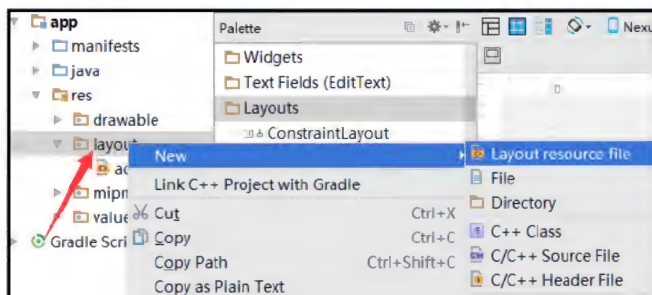 app
manifests
java
res
drawable
layout
mipm
value
Gradle Scri
Palette
Widgets
Text Fields (EditText)
Layouts
ConstraintLayout
Nexu
New
Link C++ Project with Gradle
Cut Ctrl+X
Copy Ctrl+C
Copy Path Ctrl+Shift+C
Copy as Plain Text
Layout resource file
File
Directory
C++ Class
C/C++ Source File
C/C++ Header File